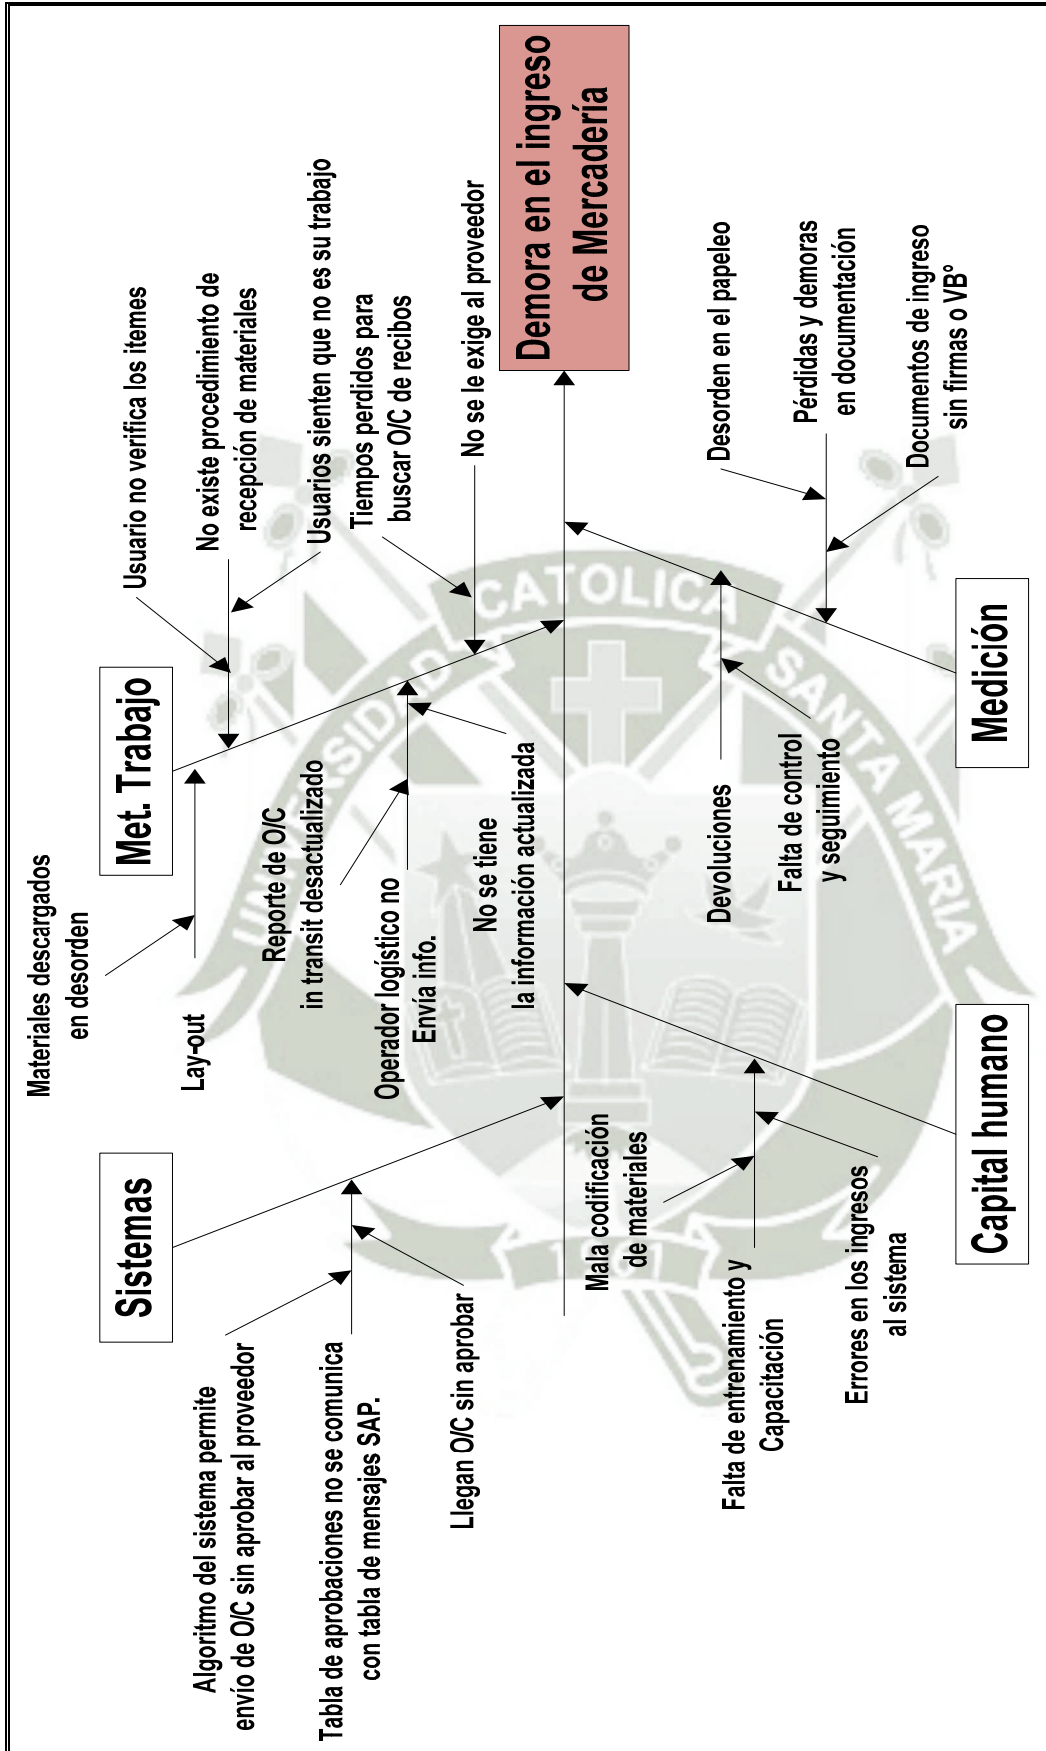 Sistemas
Algoritmo del sistema permite
envío de O/C sin aprobar al proveedor
Tabla de aprobaciones no se comunica
con tabla de mensajes SAP.
Llegan O/C sin aprobar
Met. Trabajo
Materiales descargados
en desorden
Lay-out
Reporte de O/C
in transit desactualizado
Operador logístico no
Envía info.
No se tiene
la información actualizada
Usuario no verifica los itemes
No existe procedimiento de
recepción de materiales
Usuarios sienten que no es su trabajo
Tiempos perdidos para
buscar O/C de recibos
No se le exige al proveedor
Demora en el ingreso
de Mercadería
Capital humano
Mala codificación
de materiales
Falta de entrenamiento y
Capacitación
Errores en los ingresos
al sistema
Medición
Devoluciones
Falta de control
y seguimiento
Desorden en el papeleo
Pérdidas y demoras
en documentación
Documentos de ingreso
sin firmas o VBº
UNIVERSIDAD CATOLICA SANTA MARIA